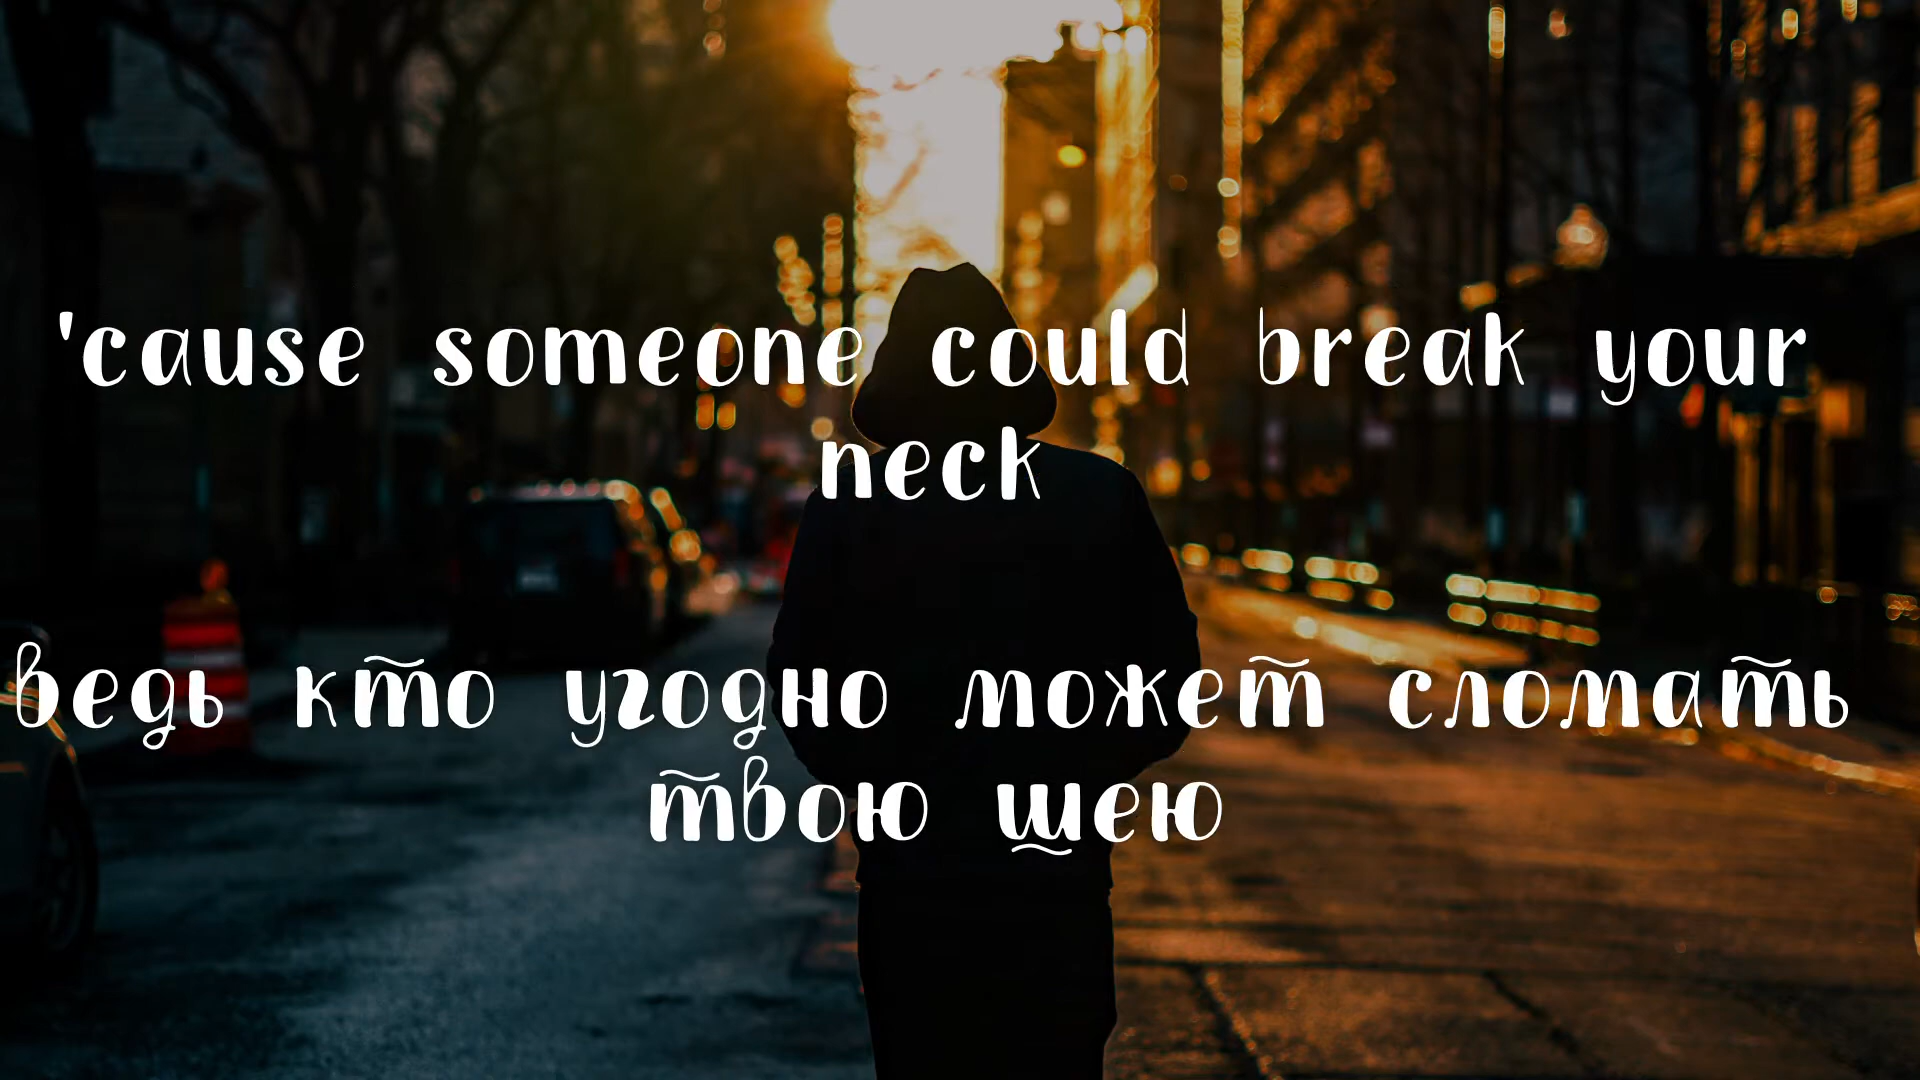 'cause someone could break your
neck
ведь кто угодно может сломать
твою шею